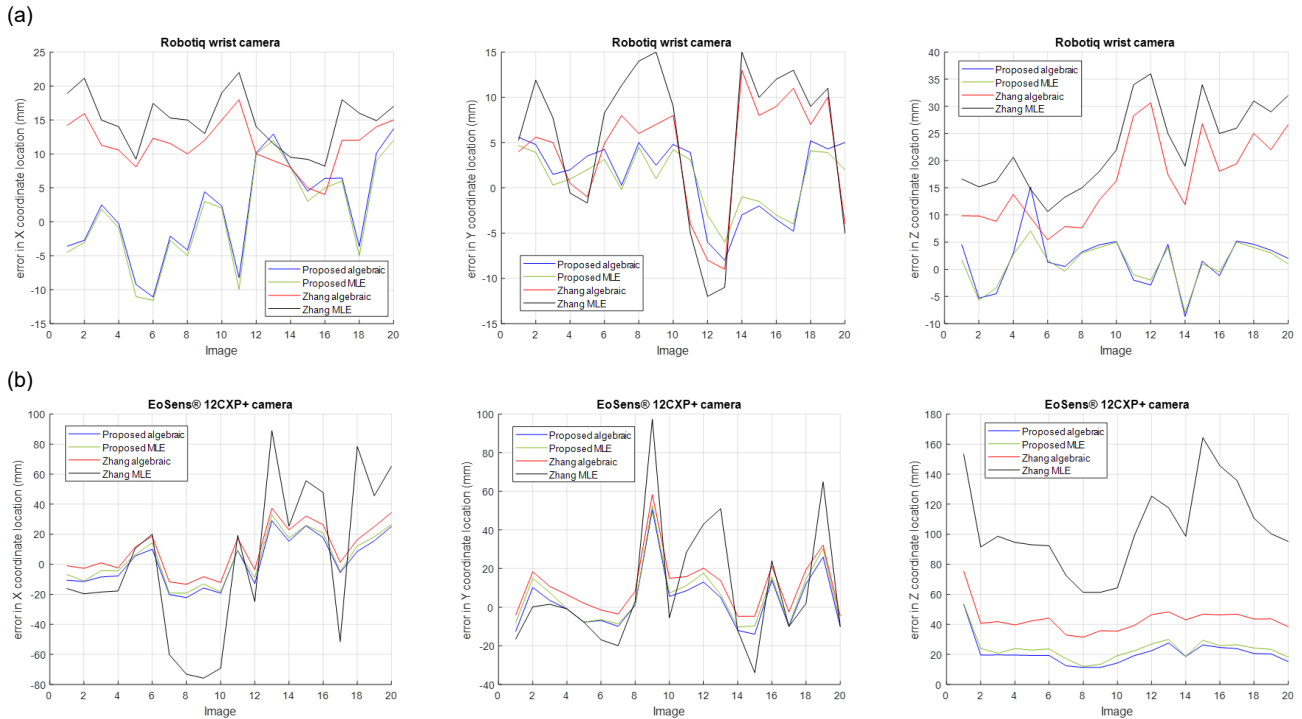 (a)
Robotiq wrist camera
error in X coordinate location (mm)
25
20
15
10
5
0
-5
-10
-15
0 2 4 6 8 10 12 14 16 18 20
Image
Proposed algebraic
Proposed MLE
Zhang algebraic
Zhang MLE
Robotiq wrist camera
error in Y coordinate location (mm)
15
10
5
0
-5
-10
-15
0 2 4 6 8 10 12 14 16 18 20
Image
Proposed algebraic
Proposed MLE
Zhang algebraic
Zhang MLE
Robotiq wrist camera
error in Z coordinate location (mm)
40
35
30
25
20
15
10
5
0
-5
-10
0 2 4 6 8 10 12 14 16 18 20
Image
Proposed algebraic
Proposed MLE
Zhang algebraic
Zhang MLE
(b)
EoSens® 12CXP+ camera
error in X coordinate location (mm)
100
80
60
40
20
0
-20
-40
-60
-80
0 2 4 6 8 10 12 14 16 18 20
Image
Proposed algebraic
Proposed MLE
Zhang algebraic
Zhang MLE
EoSens® 12CXP+ camera
error in Y coordinate location (mm)
100
80
60
40
20
0
-20
-40
0 2 4 6 8 10 12 14 16 18 20
Image
Proposed algebraic
Proposed MLE
Zhang algebraic
Zhang MLE
EoSens® 12CXP+ camera
error in Z coordinate location (mm)
180
160
140
120
100
80
60
40
20
0
0 2 4 6 8 10 12 14 16 18 20
Image
Proposed algebraic
Proposed MLE
Zhang algebraic
Zhang MLE